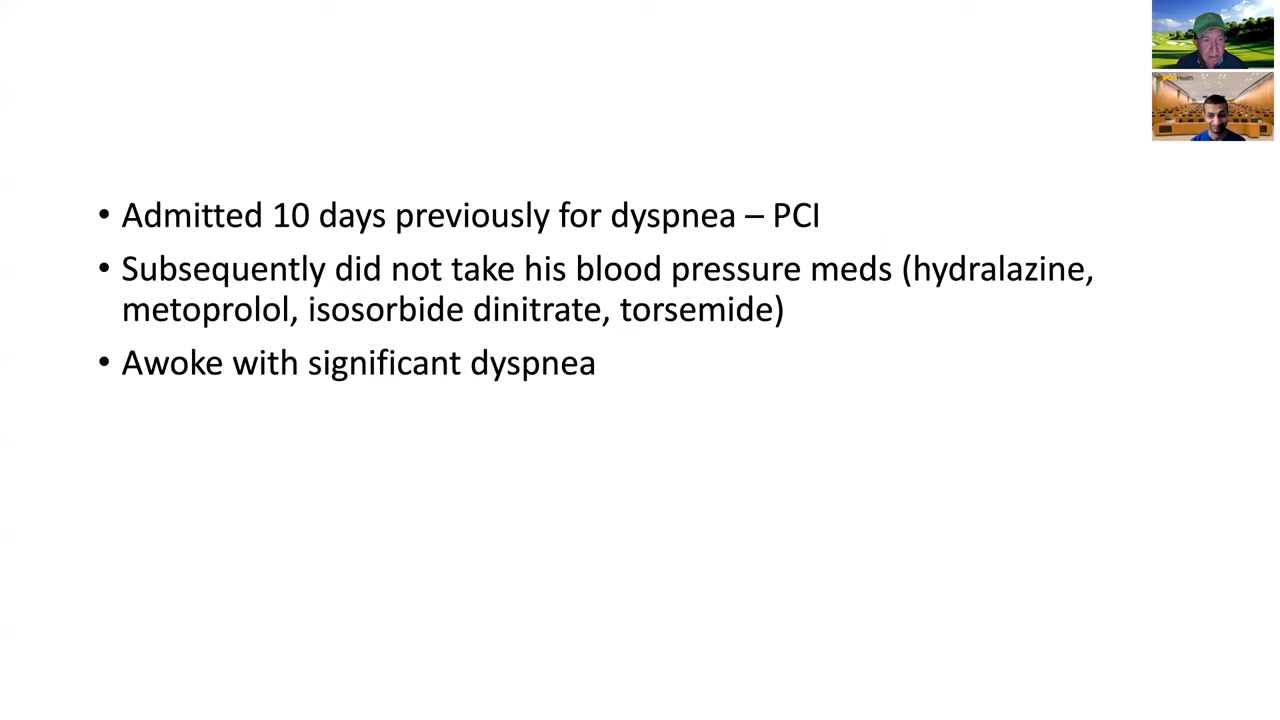 • Admitted 10 days previously for dyspnea – PCI
• Subsequently did not take his blood pressure meds (hydralazine,
metoprolol, isosorbide dinitrate, torsemide)
• Awoke with significant dyspnea
Health